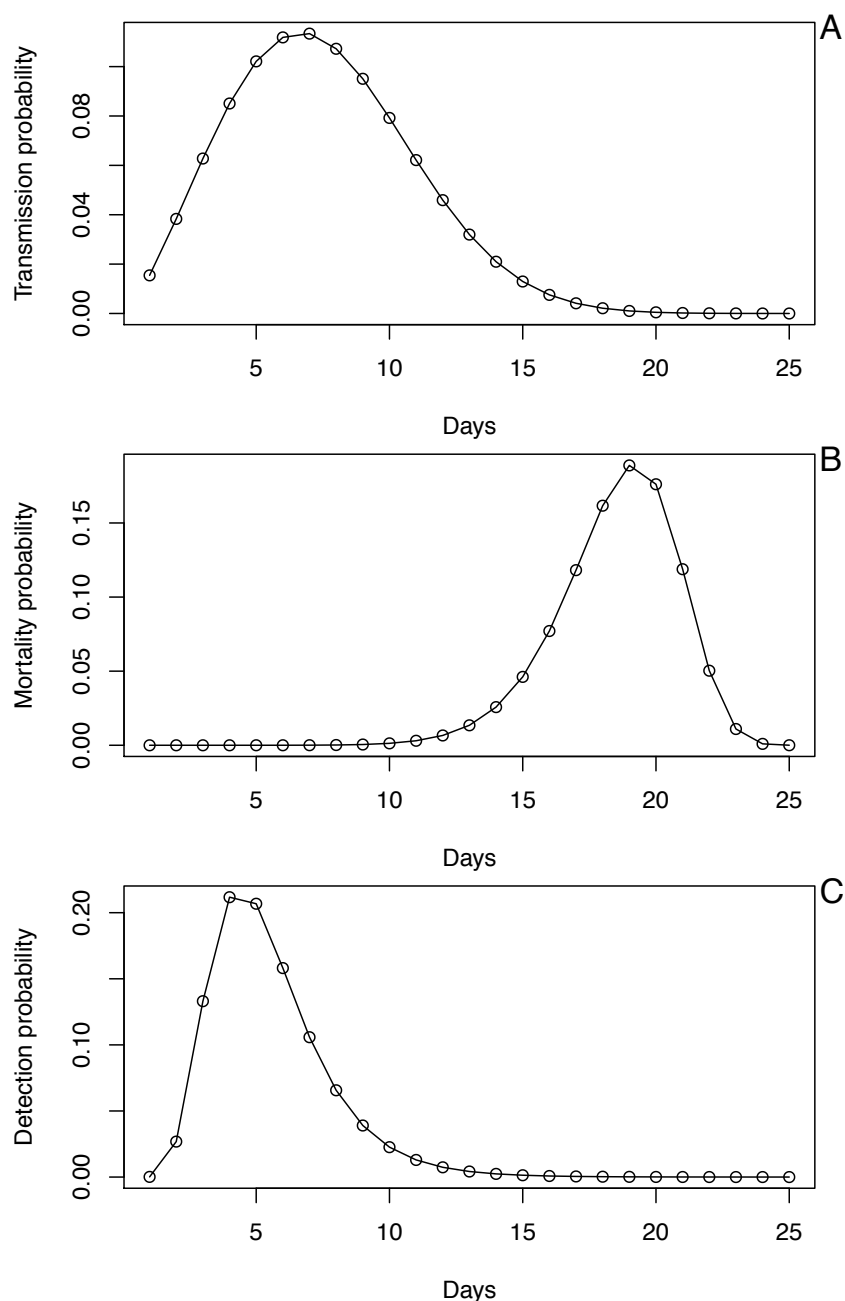 A
Transmission probability
0.08
0.04
0.00
5 10 15 20 25
Days
B
Mortality probability
0.15
0.10
0.05
0.00
5 10 15 20 25
Days
C
Detection probability
0.20
0.10
0.00
5 10 15 20 25
Days